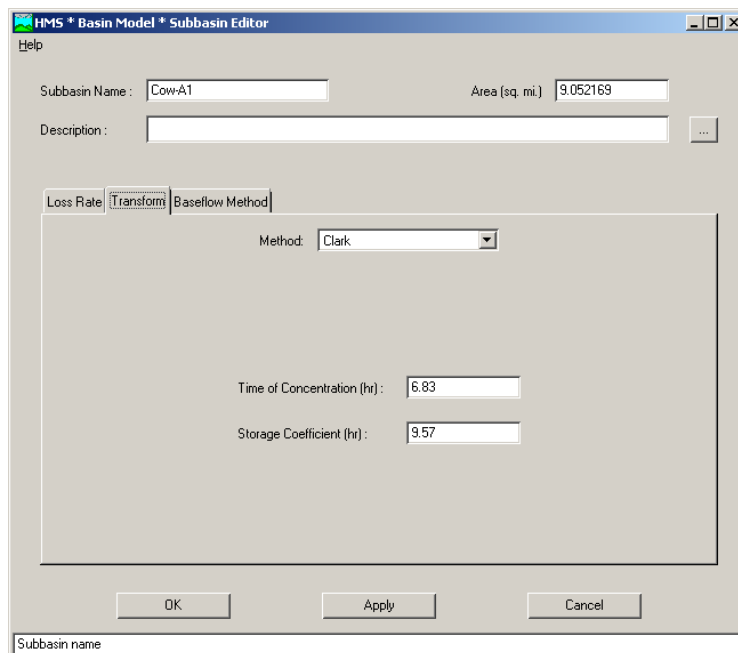 HMS * Basin Model * Subbasin Editor
Help
Subbasin Name : Cow-A1 Area (sq. mi.) 9.052169
Description : ...
Loss Rate Transform Baseflow Method
Method: Clark
Time of Concentration (hr) : 6.83
Storage Coefficient (hr) : 9.57
OK Apply Cancel
Subbasin name